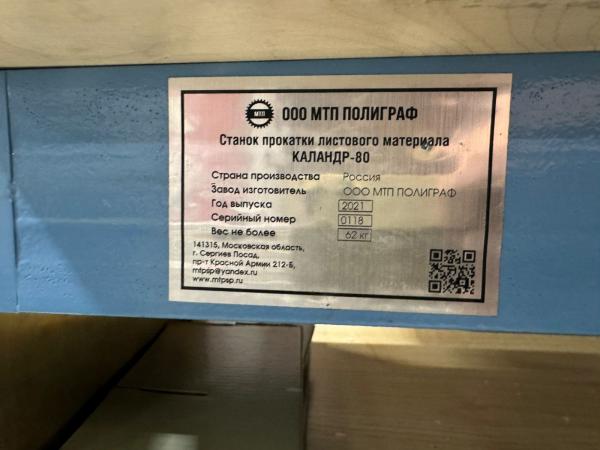 МТП
ООО МТП ПОЛИГРАФ
Станок прокатки листового материала
КАЛАНДР-80
Страна производства Россия
Завод изготовитель ООО МТП ПОЛИГРАФ
Год выпуска 2021
Серийный номер 0118
Вес не более 62 кг
141315, Московская область,
г. Сергиев Посад,
пр-т Красной Армии 212-Б,
mtpsp@yandex.ru
www.mtpsp.ru